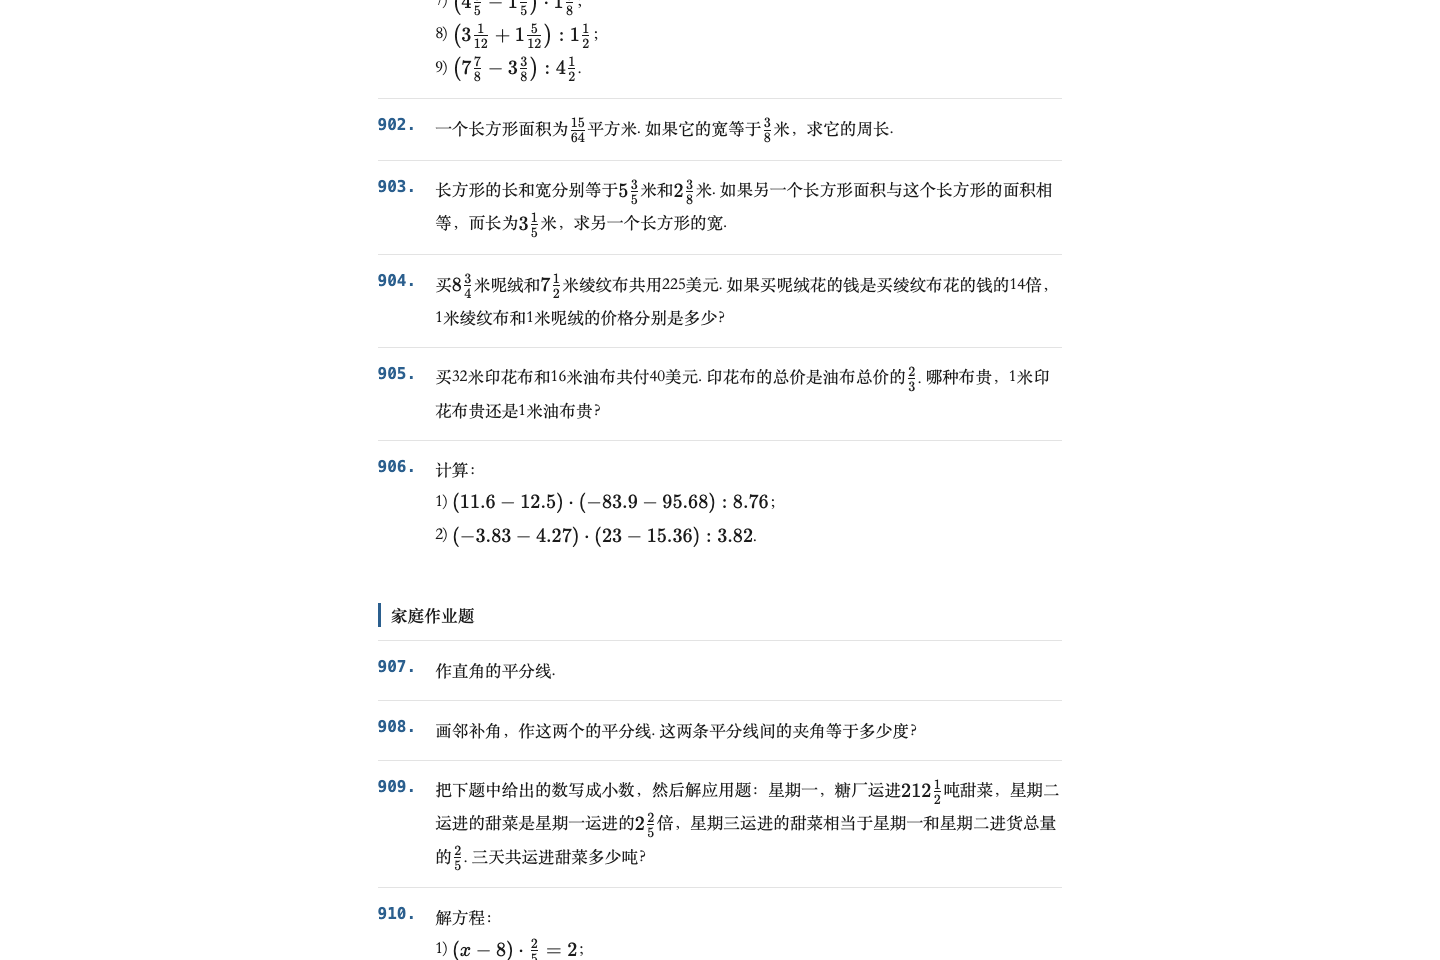 7) (4 /5 − 1 /5) · 1 /8;
8) (3 1/12 + 1 5/12) : 1 1/2;
9) (7 7/8 − 3 3/8) : 4 1/2.
902. 一个长方形面积为15/64平方米. 如果它的宽等于3/8米，求它的周长.
903. 长方形的长和宽分别等于5 3/5米和2 3/8米. 如果另一个长方形面积与这个长方形的面积相
等，而长为3 1/5米，求另一个长方形的宽.
904. 买8 3/4米呢绒和7 1/2米绫纹布共用225美元. 如果买呢绒花的钱是买绫纹布花的钱的14倍，
1米绫纹布和1米呢绒的价格分别是多少?
905. 买32米印花布和16米油布共付40美元. 印花布的总价是油布总价的2/3. 哪种布贵，1米印
花布贵还是1米油布贵?
906. 计算:
1) (11.6 − 12.5) · (−83.9 − 95.68) : 8.76;
2) (−3.83 − 4.27) · (23 − 15.36) : 3.82.
家庭作业题
907. 作直角的平分线.
908. 画邻补角，作这两个的平分线. 这两条平分线间的夹角等于多少度?
909. 把下题中给出的数写成小数，然后解应用题：星期一，糖厂运进212 1/2吨甜菜，星期二
运进的甜菜是星期一运进的2 2/5倍，星期三运进的甜菜相当于星期一和星期二进货总量
的2/5. 三天共运进甜菜多少吨?
910. 解方程:
1) (x − 8) · 2/5 = 2;